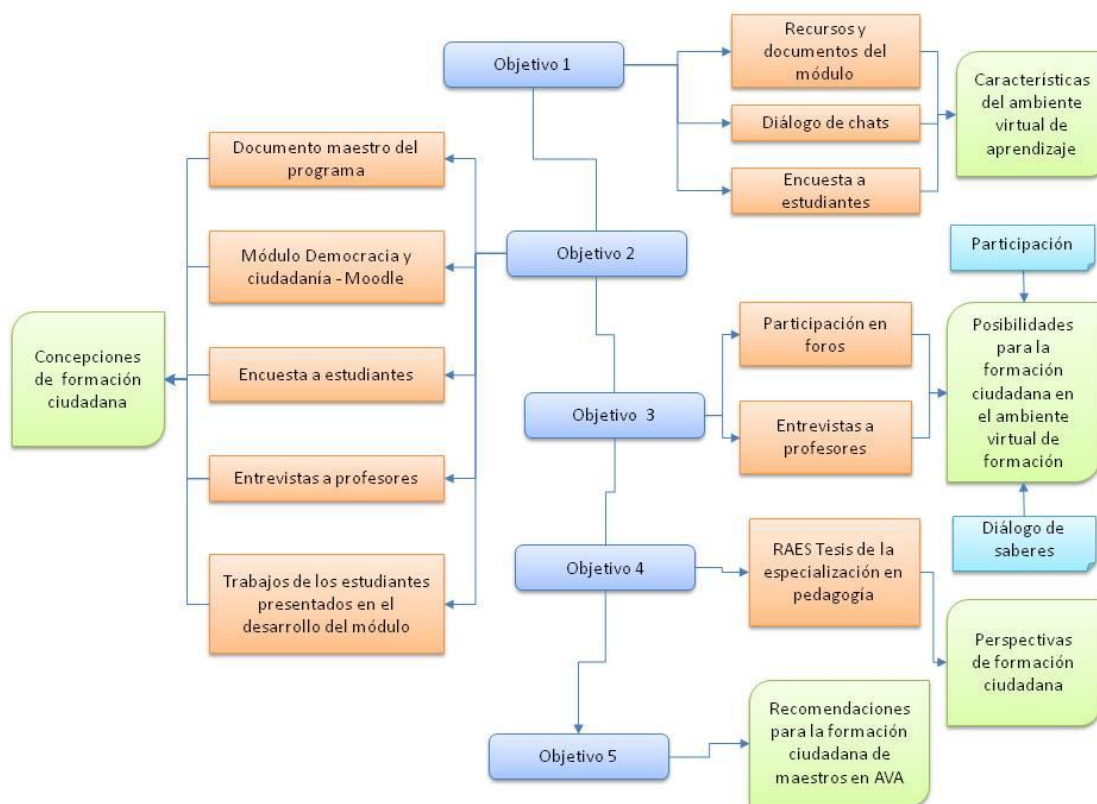 Objetivo 1
Recursos y
documentos del
módulo
Diálogo de chats
Encuesta a
estudiantes
Características
del ambiente
virtual de
aprendizaje
Objetivo 2
Documento maestro del
programa
Módulo Democracia y
ciudadanía - Moodle
Encuesta a estudiantes
Entrevistas a profesores
Trabajos de los estudiantes
presentados en el
desarrollo del módulo
Concepciones
de formación
ciudadana
Objetivo 3
Participación en
foros
Entrevistas a
profesores
Participación
Posibilidades
para la
formación
ciudadana en
el ambiente
virtual de
formación
Diálogo de
saberes
Objetivo 4
RAES Tesis de la
especialización en
pedagogía
Perspectivas
de formación
ciudadana
Objetivo 5
Recomendaciones
para la formación
ciudadana de
maestros en AVA